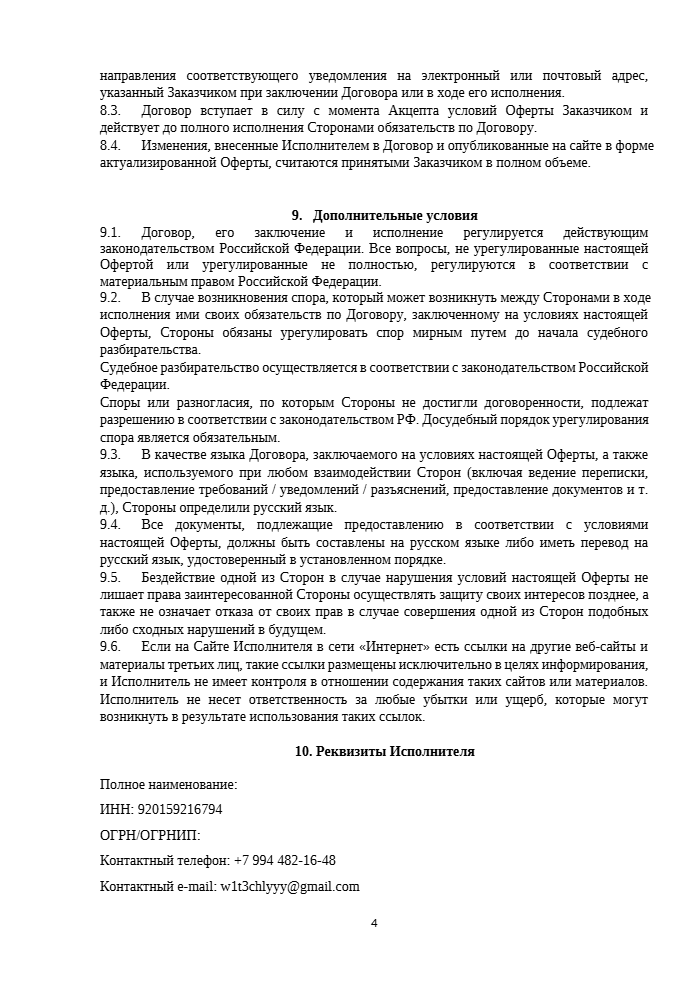 направления соответствующего уведомления на электронный или почтовый адрес,
указанный Заказчиком при заключении Договора или в ходе его исполнения.
8.3. Договор вступает в силу с момента Акцепта условий Оферты Заказчиком и
действует до полного исполнения Сторонами обязательств по Договору.
8.4. Изменения, внесенные Исполнителем в Договор и опубликованные на сайте в форме
актуализированной Оферты, считаются принятыми Заказчиком в полном объеме.
9. Дополнительные условия
9.1. Договор, его заключение и исполнение регулируется действующим
законодательством Российской Федерации. Все вопросы, не урегулированные настоящей
Офертой или урегулированные не полностью, регулируются в соответствии с
материальным правом Российской Федерации.
9.2. В случае возникновения спора, который может возникнуть между Сторонами в ходе
исполнения ими своих обязательств по Договору, заключенному на условиях настоящей
Оферты, Стороны обязаны урегулировать спор мирным путем до начала судебного
разбирательства.
Судебное разбирательство осуществляется в соответствии с законодательством Российской
Федерации.
Споры или разногласия, по которым Стороны не достигли договоренности, подлежат
разрешению в соответствии с законодательством РФ. Досудебный порядок урегулирования
спора является обязательным.
9.3. В качестве языка Договора, заключаемого на условиях настоящей Оферты, а также
языка, используемого при любом взаимодействии Сторон (включая ведение переписки,
предоставление требований / уведомлений / разъяснений, предоставление документов и т.
д.), Стороны определили русский язык.
9.4. Все документы, подлежащие предоставлению в соответствии с условиями
настоящей Оферты, должны быть составлены на русском языке либо иметь перевод на
русский язык, удостоверенный в установленном порядке.
9.5. Бездействие одной из Сторон в случае нарушения условий настоящей Оферты не
лишает права заинтересованной Стороны осуществлять защиту своих интересов позднее, а
также не означает отказа от своих прав в случае совершения одной из Сторон подобных
либо сходных нарушений в будущем.
9.6. Если на Сайте Исполнителя в сети «Интернет» есть ссылки на другие веб-сайты и
материалы третьих лиц, такие ссылки размещены исключительно в целях информирования,
и Исполнитель не имеет контроля в отношении содержания таких сайтов или материалов.
Исполнитель не несет ответственность за любые убытки или ущерб, которые могут
возникнуть в результате использования таких ссылок.
10. Реквизиты Исполнителя
Полное наименование:
ИНН: 920159216794
ОГРН/ОГРНИП:
Контактный телефон: +7 994 482-16-48
Контактный e-mail: w1t3chlyyy@gmail.com
4